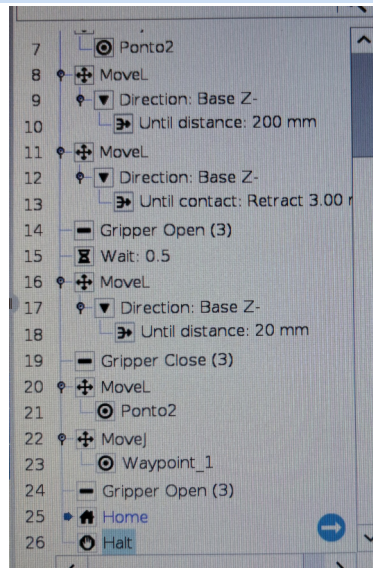 7 Ponto2
8 MoveL
9 Direction: Base Z-
10 Until distance: 200 mm
11 MoveL
12 Direction: Base Z-
13 Until contact: Retract 3.00 r
14 Gripper Open (3)
15 Wait: 0.5
16 MoveL
17 Direction: Base Z-
18 Until distance: 20 mm
19 Gripper Close (3)
20 MoveL
21 Ponto2
22 MoveJ
23 Waypoint_1
24 Gripper Open (3)
25 Home
26 Halt